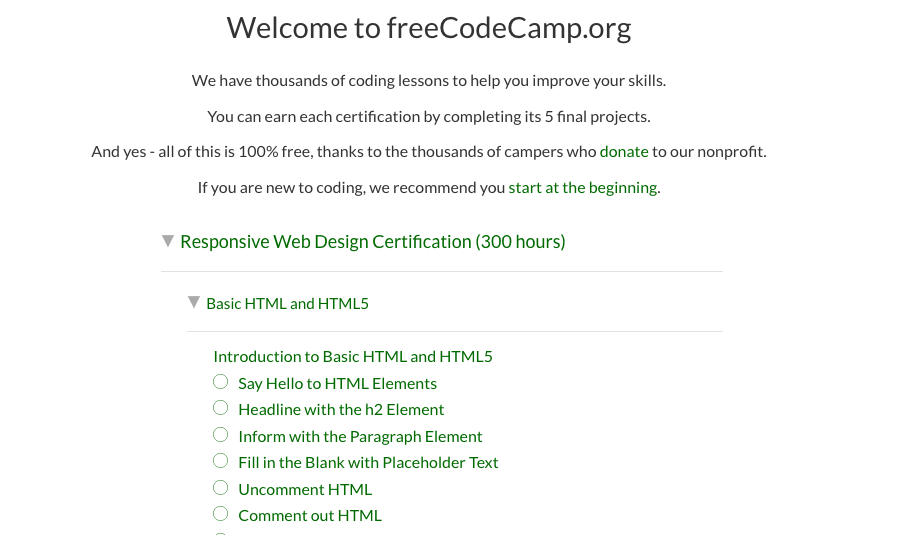 Welcome to freeCodeCamp.org
We have thousands of coding lessons to help you improve your skills.
You can earn each certification by completing its 5 final projects.
And yes - all of this is 100% free, thanks to the thousands of campers who donate to our nonprofit.
If you are new to coding, we recommend you start at the beginning.
Responsive Web Design Certification (300 hours)
Basic HTML and HTML5
Introduction to Basic HTML and HTML5
Say Hello to HTML Elements
Headline with the h2 Element
Inform with the Paragraph Element
Fill in the Blank with Placeholder Text
Uncomment HTML
Comment out HTML